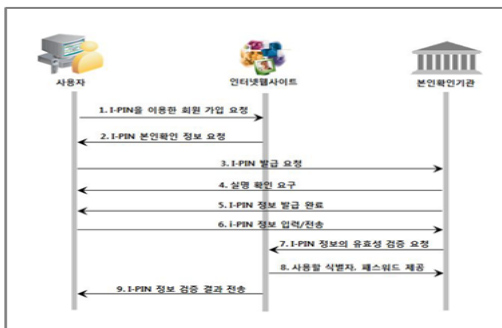 사용자
인터넷웹사이트
본인확인기관
1. I-PIN을 이용한 회원 가입 요청
2. I-PIN 본인확인 정보 요청
3. I-PIN 발급 요청
4. 실명 확인 요구
5. I-PIN 정보 발급 완료
6. i-PIN 정보 입력/전송
7. I-PIN 정보의 유효성 검증 요청
8. 사용할 식별자, 패스워드 제공
9. I-PIN 정보 검증 결과 전송